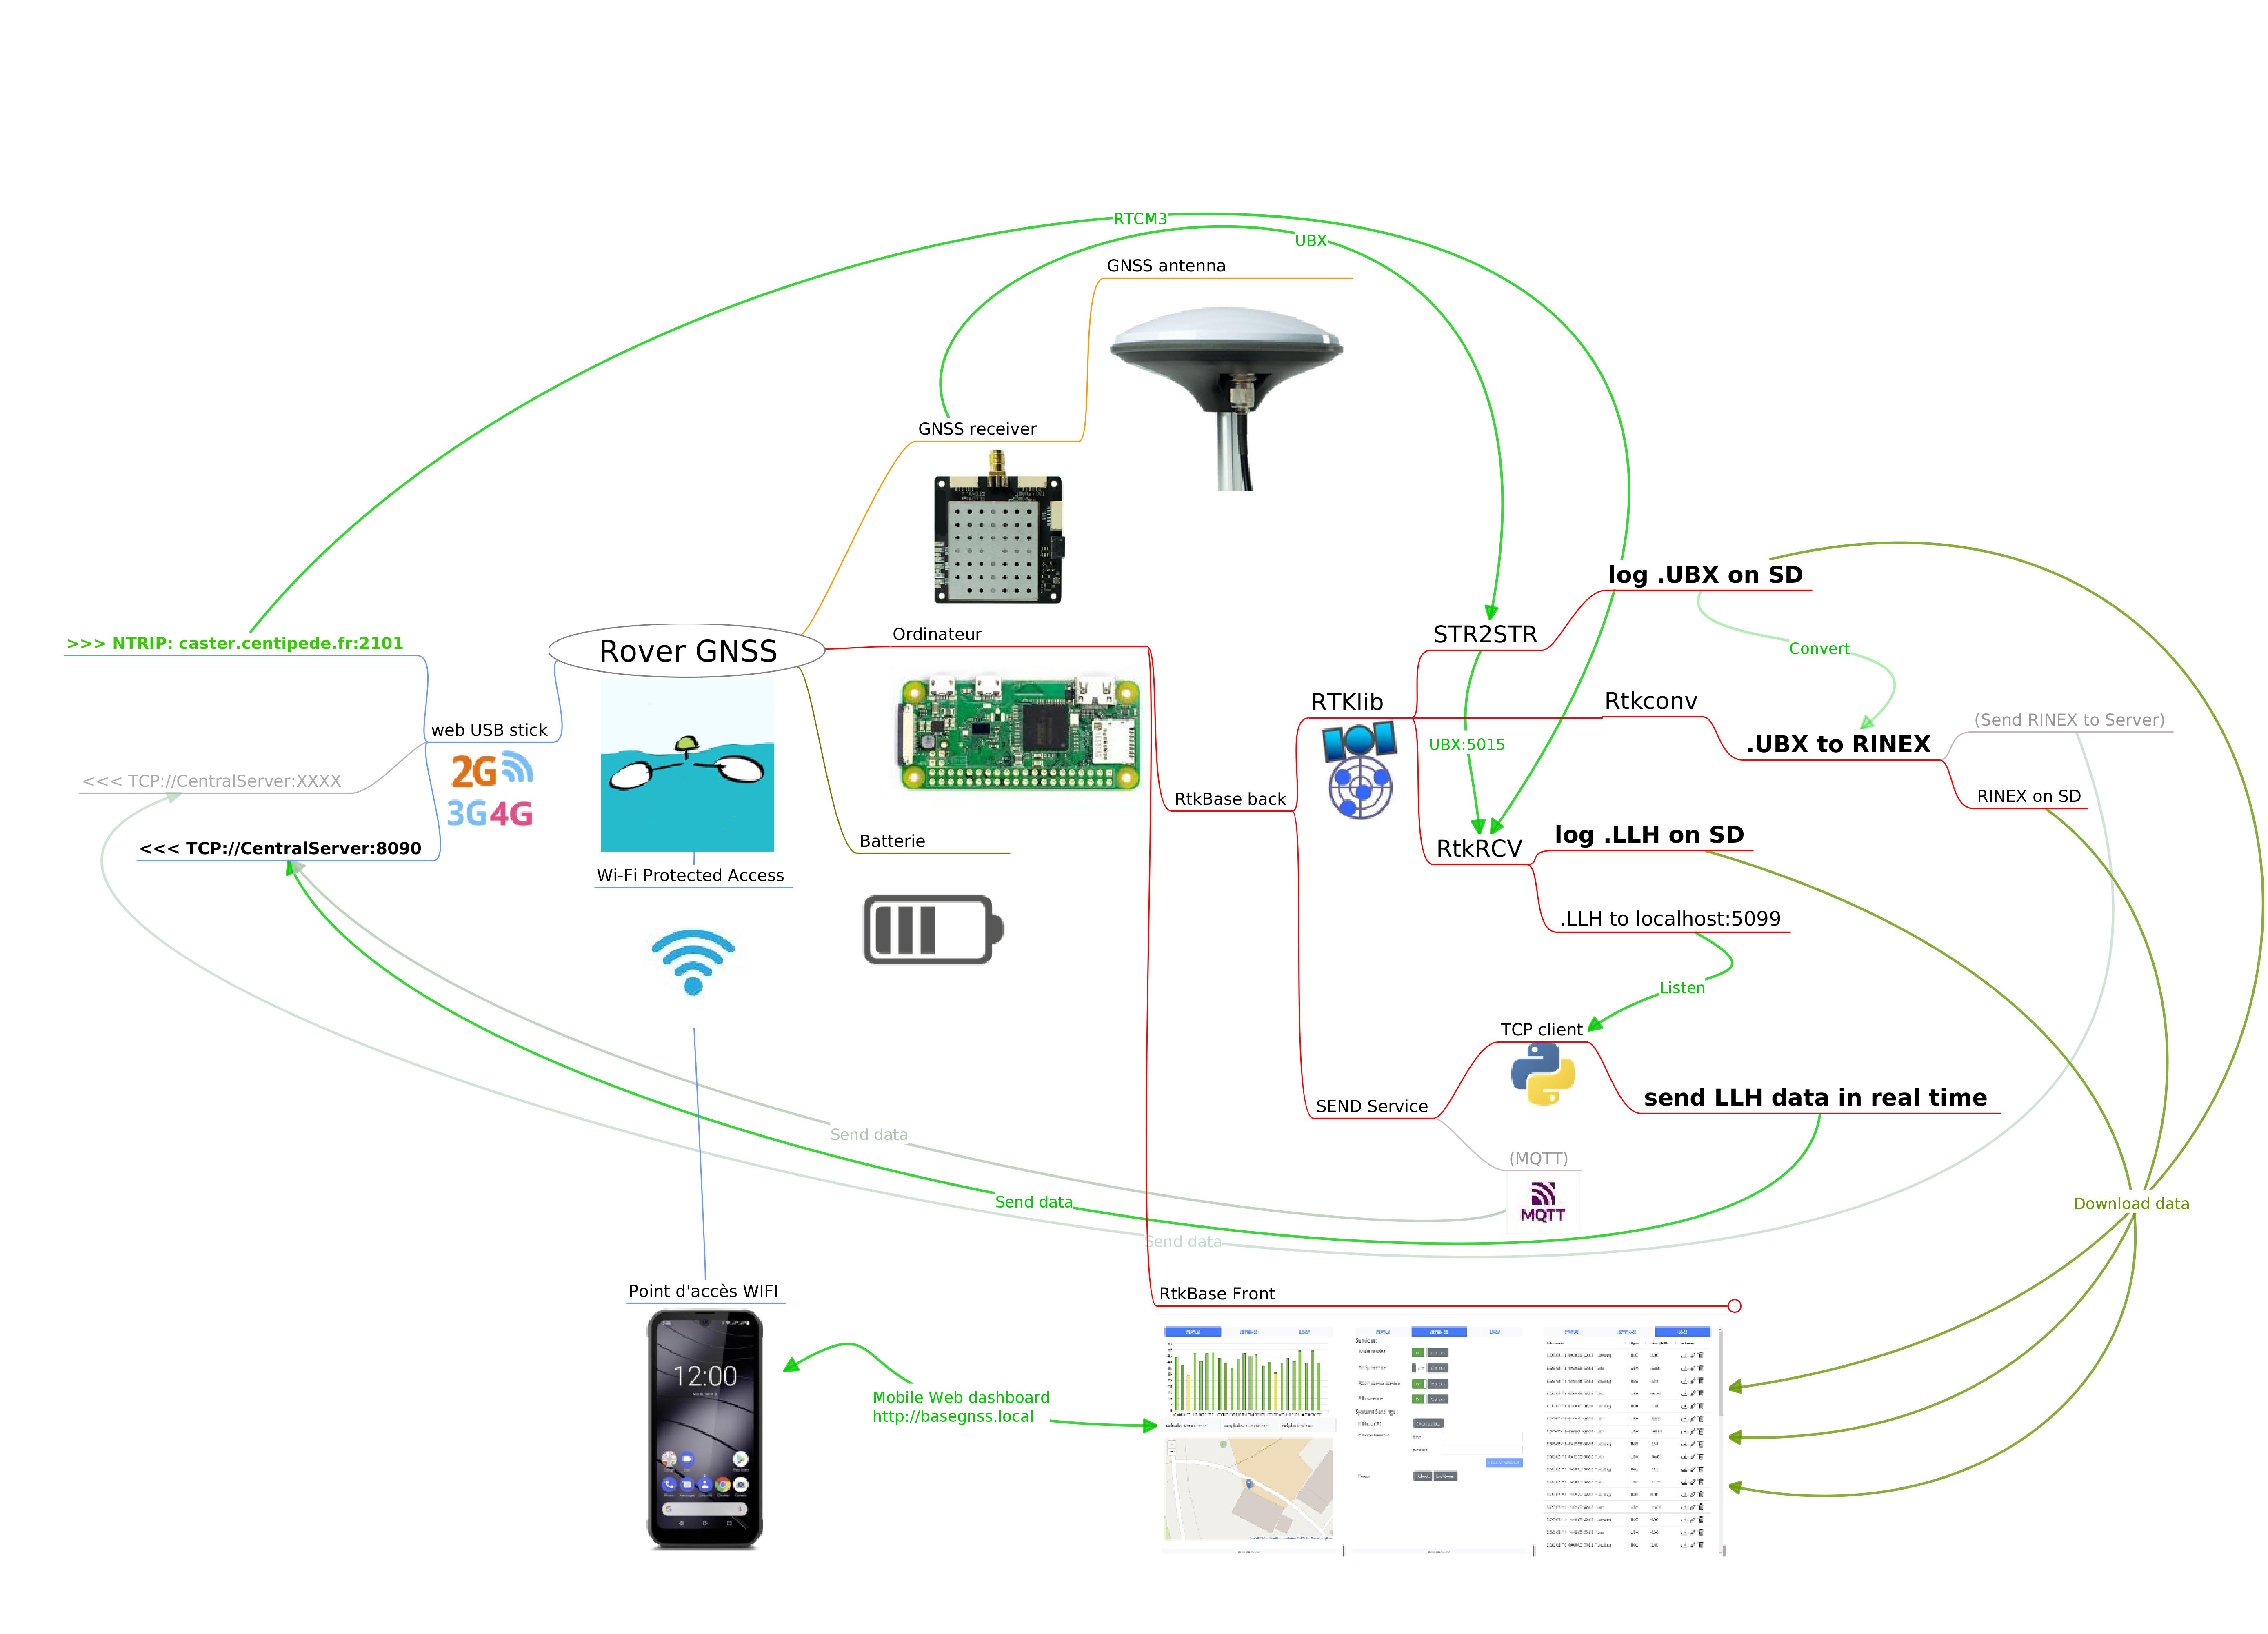 RTCM3
UBX
GNSS antenna
GNSS receiver
log .UBX on SD
>>> NTRIP: caster.centipede.fr:2101
Rover GNSS
Ordinateur
STR2STR
Convert
RTKlib
Rtkconv
(Send RINEX to Server)
web USB stick
UBX:5015
.UBX to RINEX
<<< TCP://CentralServer:XXXX
2G
3G4G
RtkBase back
RINEX on SD
Batterie
log .LLH on SD
<<< TCP://CentralServer:8090
RtkRCV
Wi-Fi Protected Access
.LLH to localhost:5099
Listen
TCP client
SEND Service
send LLH data in real time
Send data
(MQTT)
MQTT
Send data
Download data
Send data
Point d'accès WIFI
RtkBase Front
12:00
Mobile Web dashboard
http://basegnss.local